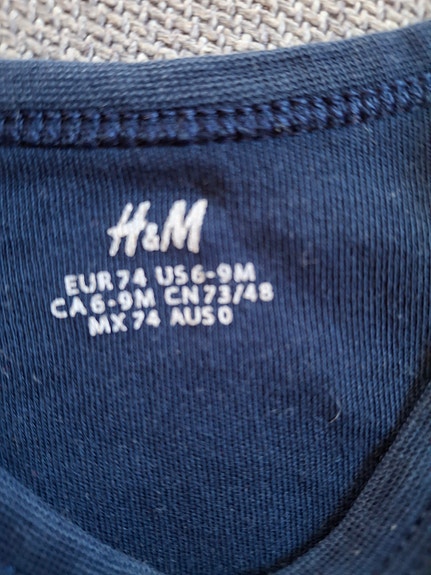 H&M
EUR 74 US 6-9M
CA 6-9M CN 73/48
MX 74 AUS 0